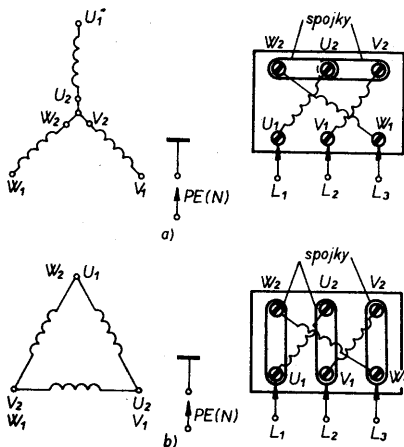 U1
U2
W2 V2
W1 V1
PE(N)
a)
spojky
W2 U2 V2
U1 V1 W1
L1 L2 L3
W2 U1
V2 U2
W1 V1
PE(N)
b)
spojky
W2 U2 V2
U1 V1
L1 L2 L3